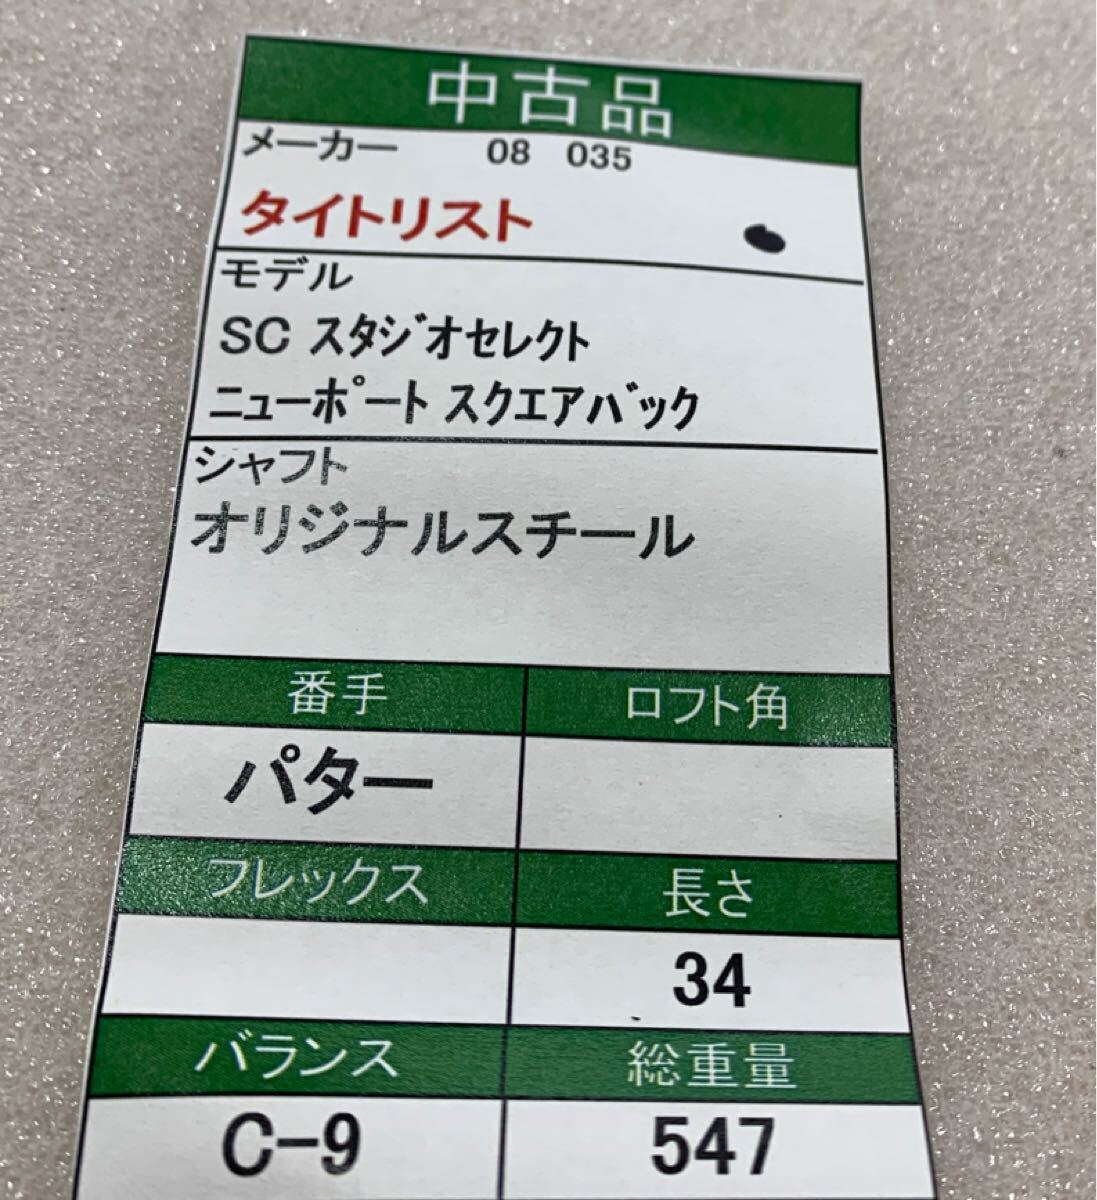 中古品
メーカー 08 035
タイトリスト
モデル
SC スタジオセレクト
ニューポート スクエアバック
シャフト
オリジナルスチール
番手 ロフト角
パター
フレックス 長さ
34
バランス 総重量
C-9 547